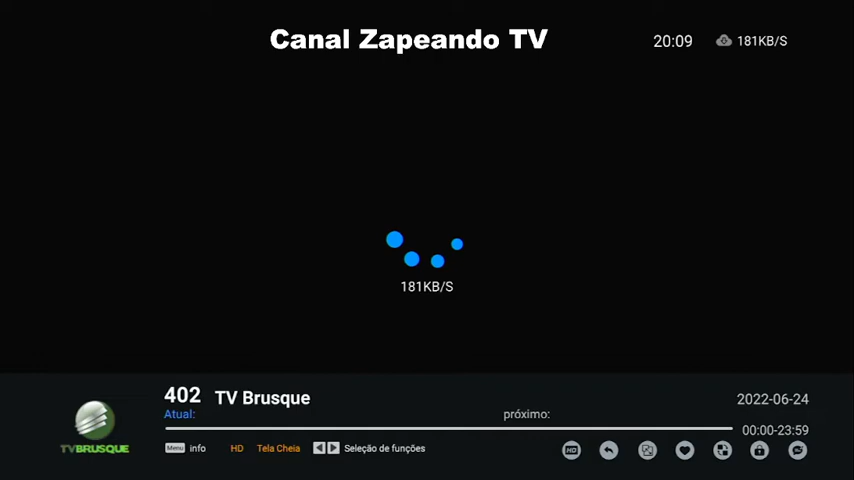 Canal Zapeando TV
20:09
181KB/S
181KB/S
402 TV Brusque
2022-06-24
Atual:
próximo:
00:00-23:59
TVBRUSQUE
Menu info HD Tela Cheia Seleção de funções
HD